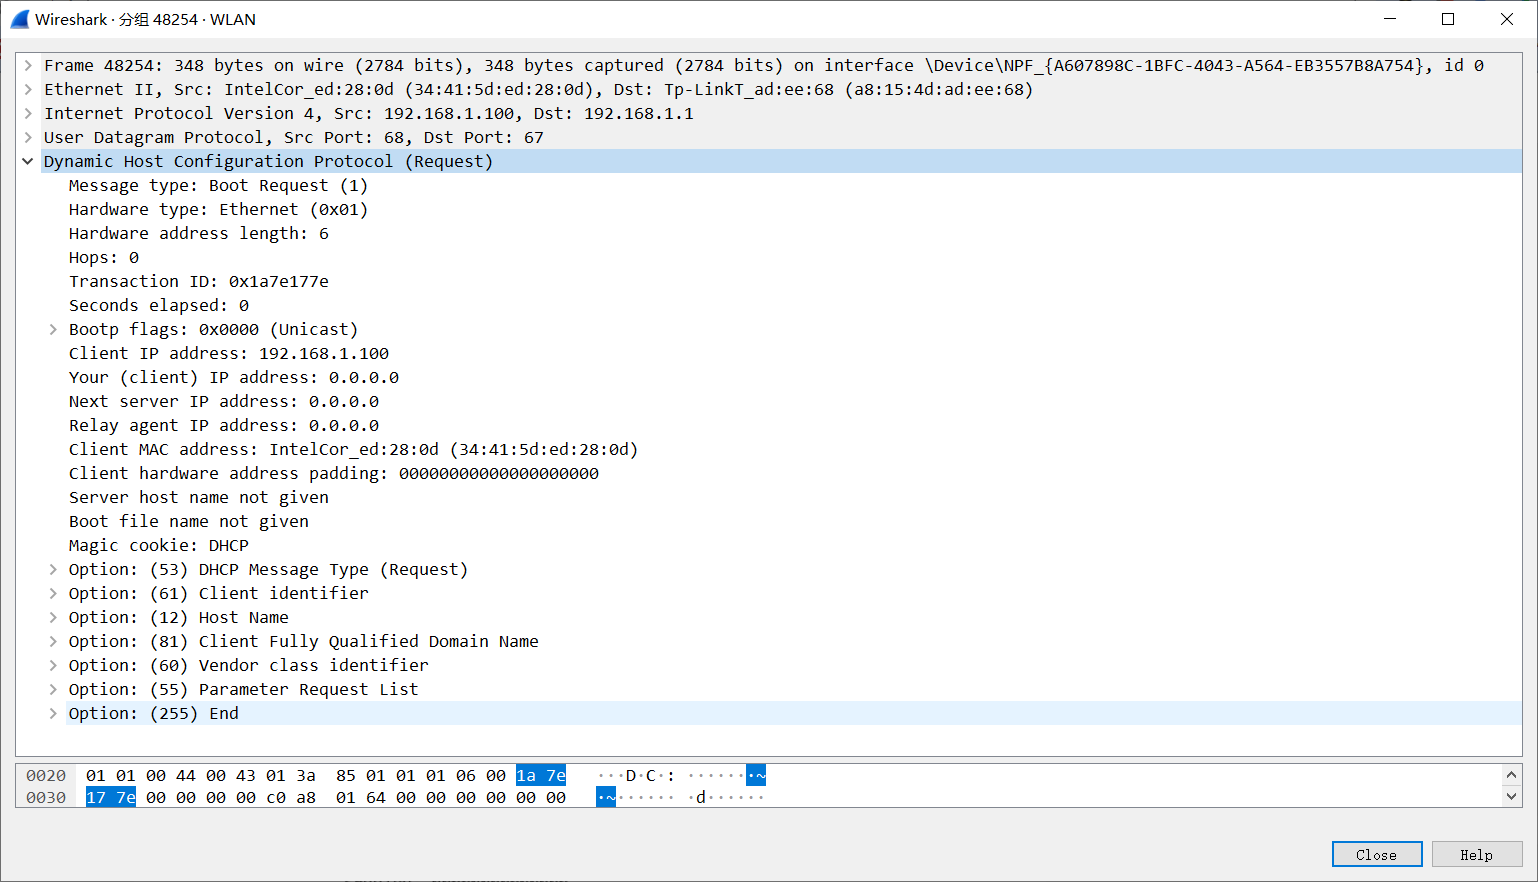 Wireshark · 分组 48254 · WLAN
Frame 48254: 348 bytes on wire (2784 bits), 348 bytes captured (2784 bits) on interface \Device\NPF_{A607898C-1BFC-4043-A564-EB3557B8A754}, id 0
Ethernet II, Src: IntelCor_ed:28:0d (34:41:5d:ed:28:0d), Dst: Tp-LinkT_ad:ee:68 (a8:15:4d:ad:ee:68)
Internet Protocol Version 4, Src: 192.168.1.100, Dst: 192.168.1.1
User Datagram Protocol, Src Port: 68, Dst Port: 67
Dynamic Host Configuration Protocol (Request)
Message type: Boot Request (1)
Hardware type: Ethernet (0x01)
Hardware address length: 6
Hops: 0
Transaction ID: 0x1a7e177e
Seconds elapsed: 0
Bootp flags: 0x0000 (Unicast)
Client IP address: 192.168.1.100
Your (client) IP address: 0.0.0.0
Next server IP address: 0.0.0.0
Relay agent IP address: 0.0.0.0
Client MAC address: IntelCor_ed:28:0d (34:41:5d:ed:28:0d)
Client hardware address padding: 00000000000000000000
Server host name not given
Boot file name not given
Magic cookie: DHCP
Option: (53) DHCP Message Type (Request)
Option: (61) Client identifier
Option: (12) Host Name
Option: (81) Client Fully Qualified Domain Name
Option: (60) Vendor class identifier
Option: (55) Parameter Request List
Option: (255) End
0020 01 01 00 44 00 43 01 3a 85 01 01 01 06 00 1a 7e ···D·C·: ·······~
0030 17 7e 00 00 00 00 c0 a8 01 64 00 00 00 00 00 00 ·~······ ·d······
Close Help